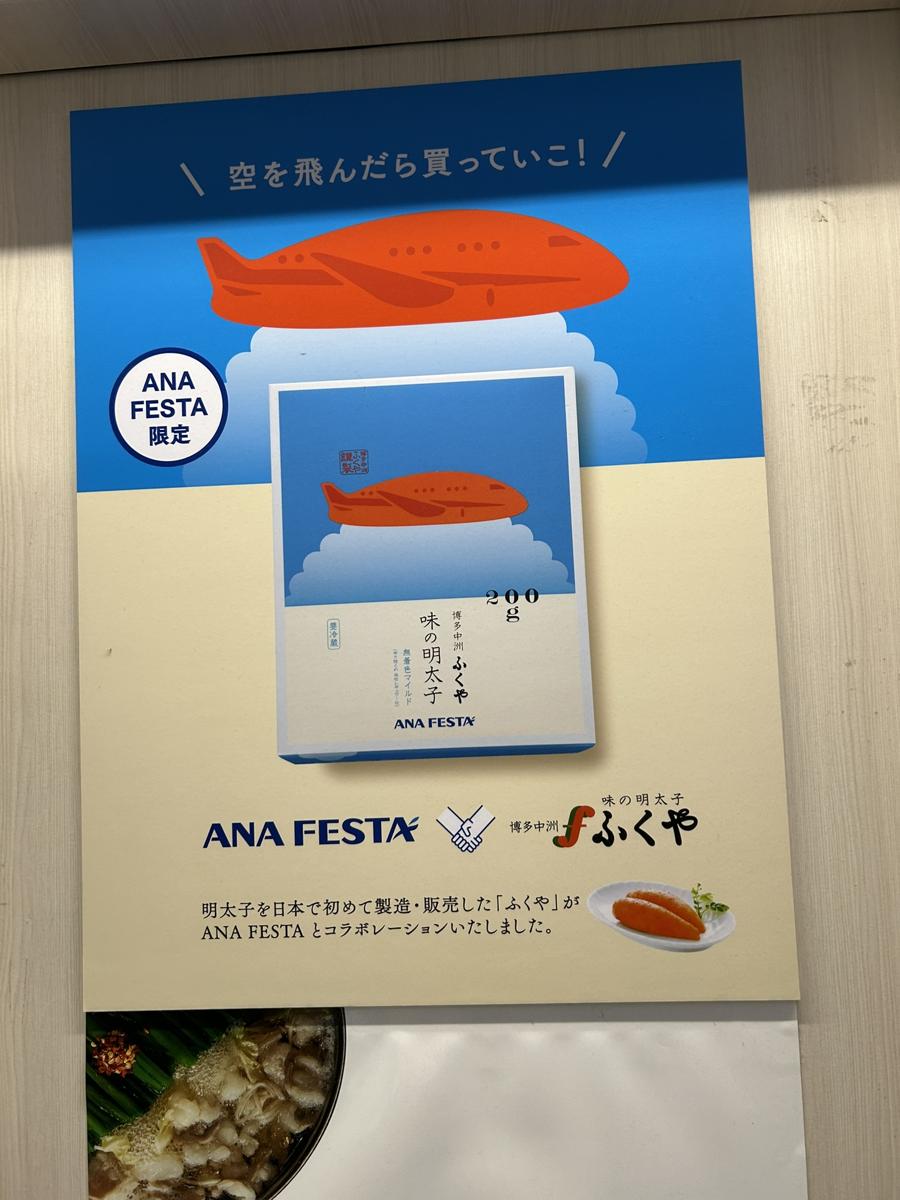 \ 空を飛んだら買っていこ! /
ANA
FESTA
限定
200
g
博多中洲 ふくや
味の明太子
無着色マイルド
要冷蔵
ANA FESTA
ANA FESTA
味の明太子
博多中洲 ふくや
明太子を日本で初めて製造・販売した「ふくや」が
ANA FESTA とコラボレーションいたしました。